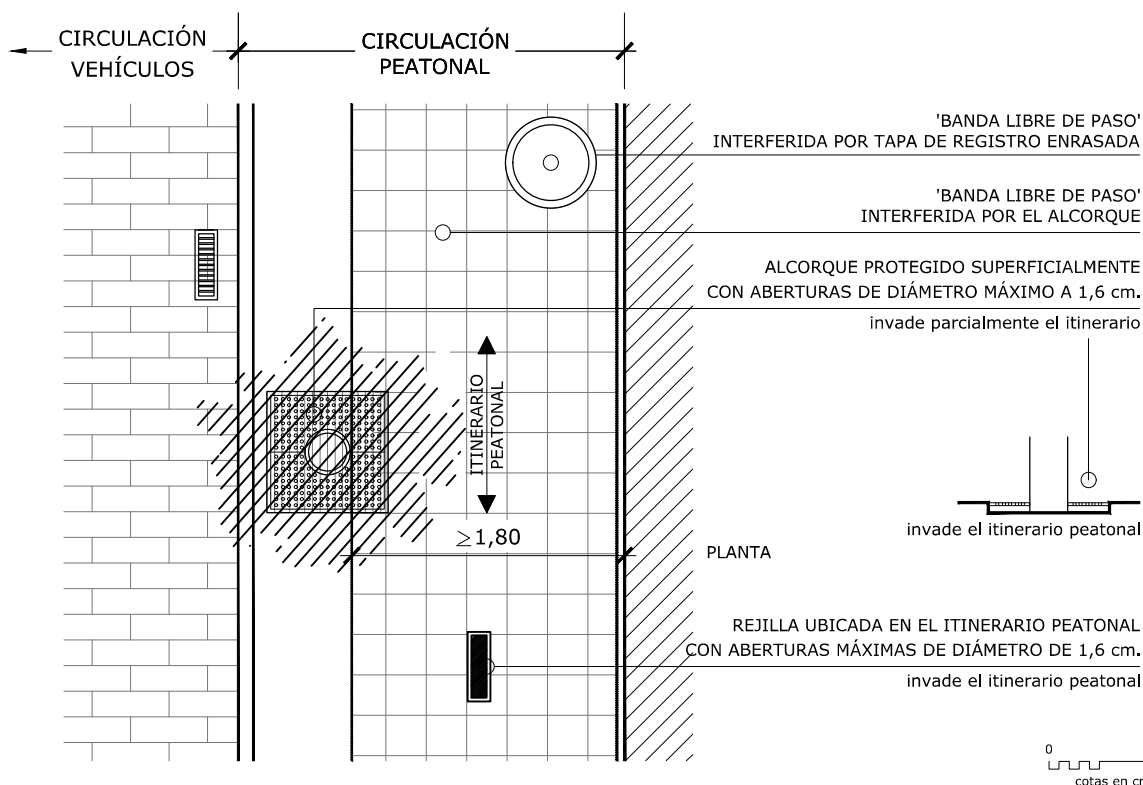 CIRCULACIÓN
VEHÍCULOS
CIRCULACIÓN
PEATONAL
'BANDA LIBRE DE PASO'
INTERFERIDA POR TAPA DE REGISTRO ENRASADA
'BANDA LIBRE DE PASO'
INTERFERIDA POR EL ALCORQUE
ALCORQUE PROTEGIDO SUPERFICIALMENTE
CON ABERTURAS DE DIÁMETRO MÁXIMO A 1,6 cm.
invade parcialmente el itinerario
ITINERARIO
PEATONAL
≥1,80
invade el itinerario peatonal
PLANTA
REJILLA UBICADA EN EL ITINERARIO PEATONAL
CON ABERTURAS MÁXIMAS DE DIÁMETRO DE 1,6 cm.
invade el itinerario peatonal
0
cotas en